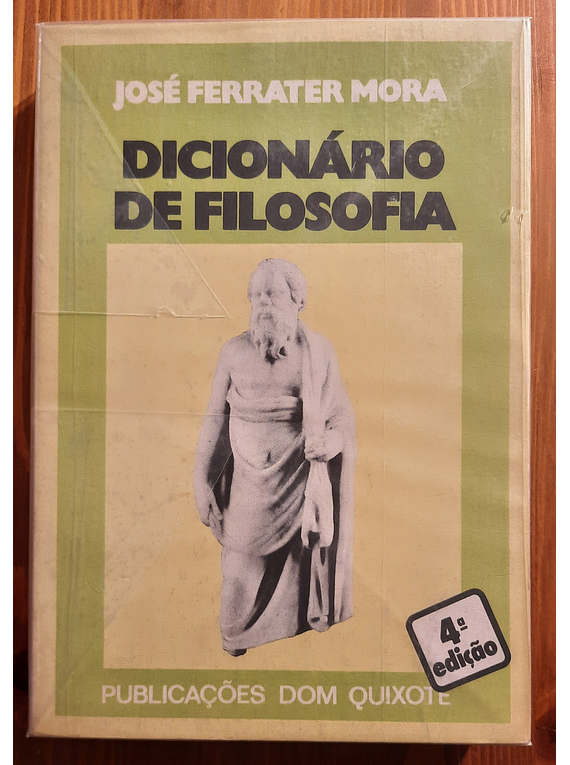 JOSÉ FERRATER MORA
DICIONÁRIO
DE FILOSOFIA
4ª
edição
PUBLICAÇÕES DOM QUIXOTE